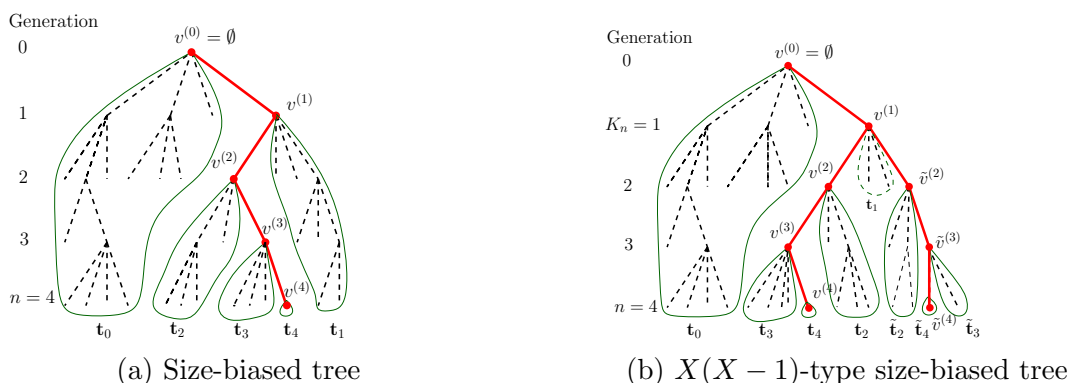 Generation
0
v^{(0)} = ∅
1
v^{(1)}
v^{(2)}
2
v^{(3)}
3
v^{(4)}
n = 4
t_0 t_2 t_3 t_4 t_1
(a) Size-biased tree
Generation
v^{(0)} = ∅
0
v^{(1)}
K_n = 1
v^{(2)} ṽ^{(2)}
2
t_1
v^{(3)} ṽ^{(3)}
3
v^{(4)}
n = 4
t_0 t_3 t_4 t_2 t̃_2 t̃_4 ṽ^{(4)} t̃_3
(b) X(X − 1)-type size-biased tree